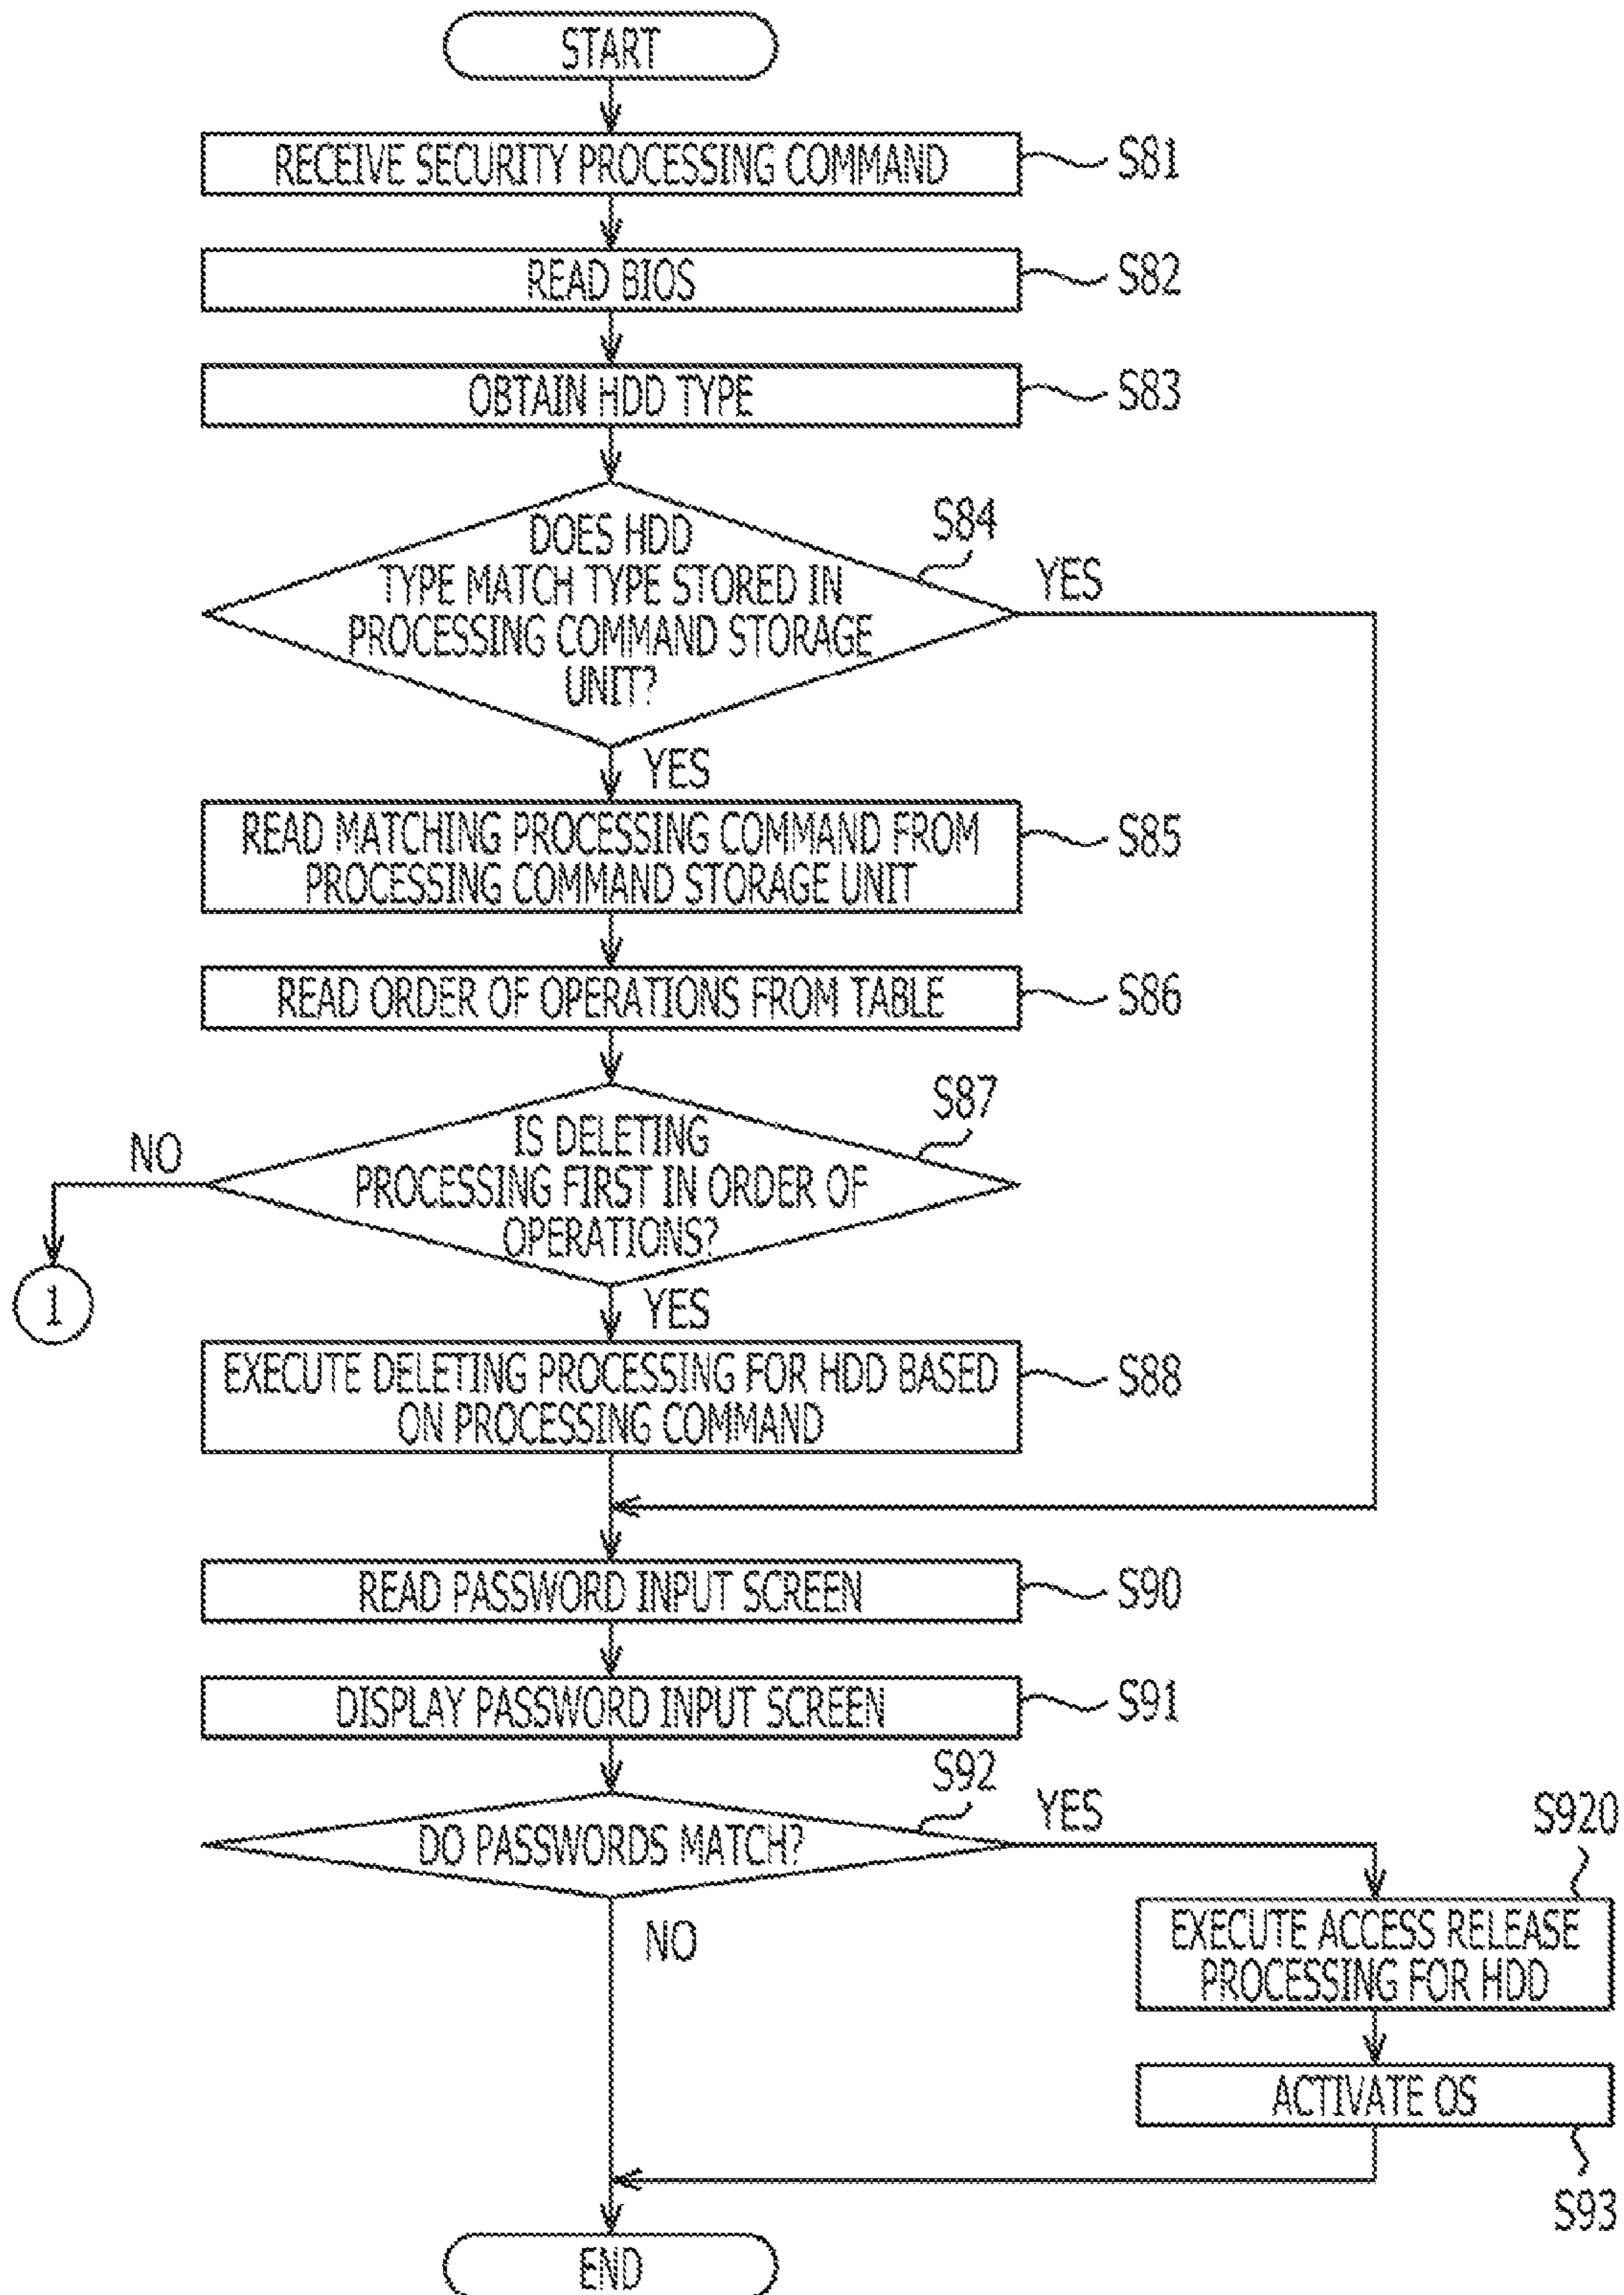 START
RECEIVE SECURITY PROCESSING COMMAND
S81
READ BIOS
S82
OBTAIN HDD TYPE
S83
S84
DOES HDD
TYPE MATCH TYPE STORED IN
PROCESSING COMMAND STORAGE
UNIT?
YES
YES
READ MATCHING PROCESSING COMMAND FROM
PROCESSING COMMAND STORAGE UNIT
S85
READ ORDER OF OPERATIONS FROM TABLE
S86
S87
IS DELETING
PROCESSING FIRST IN ORDER OF
OPERATIONS?
NO
1
YES
EXECUTE DELETING PROCESSING FOR HDD BASED
ON PROCESSING COMMAND
S88
READ PASSWORD INPUT SCREEN
S90
DISPLAY PASSWORD INPUT SCREEN
S91
S92
DO PASSWORDS MATCH?
YES
NO
S920
EXECUTE ACCESS RELEASE
PROCESSING FOR HDD
ACTIVATE OS
S93
END